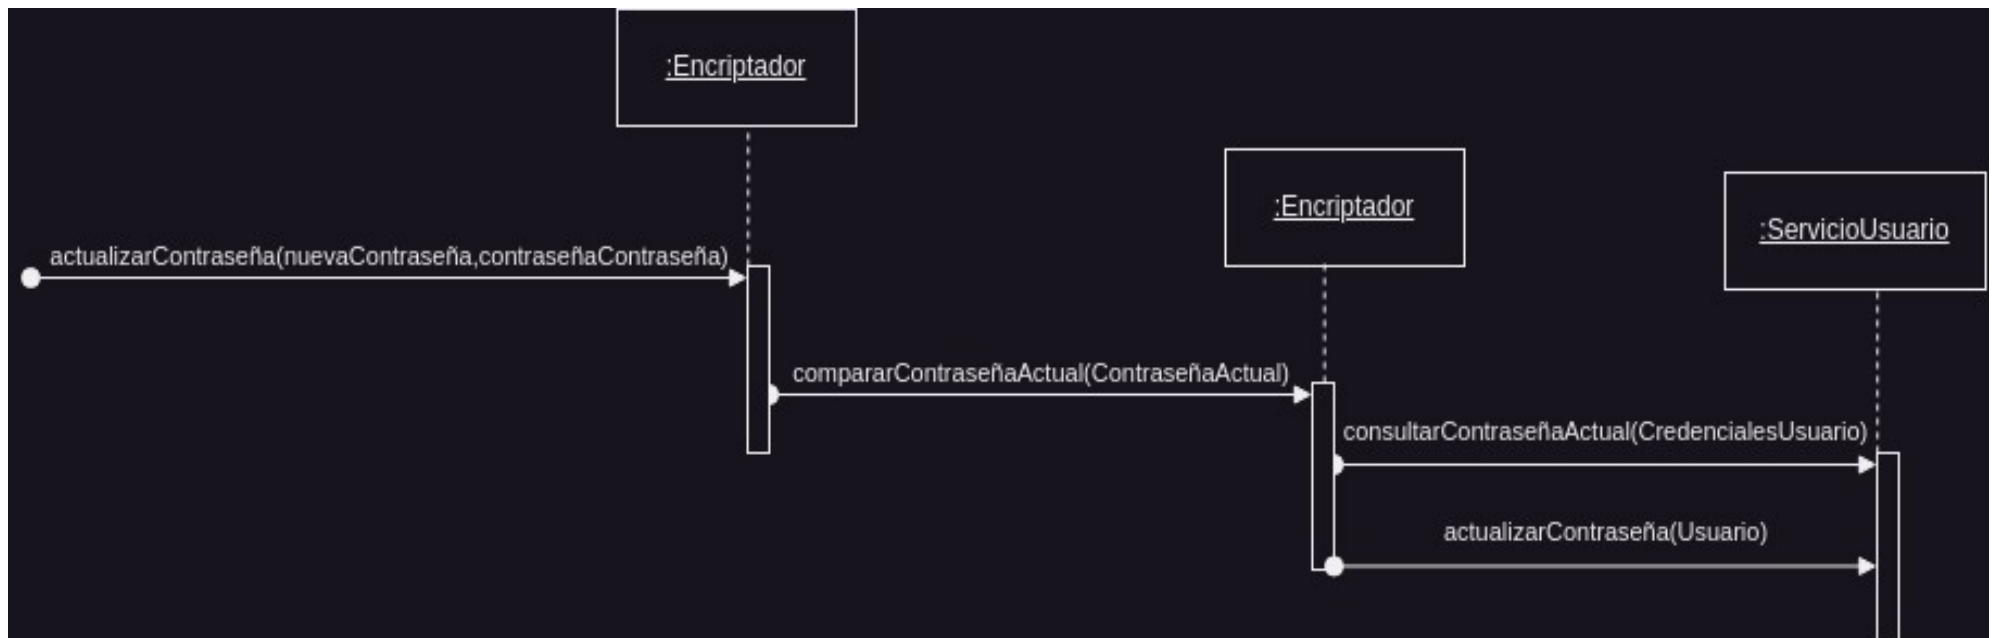 :Encriptador
:Encriptador
:ServicioUsuario
actualizarContraseña(nuevaContraseña,contraseñaContraseña)
compararContraseñaActual(ContraseñaActual)
consultarContraseñaActual(CredencialesUsuario)
actualizarContraseña(Usuario)